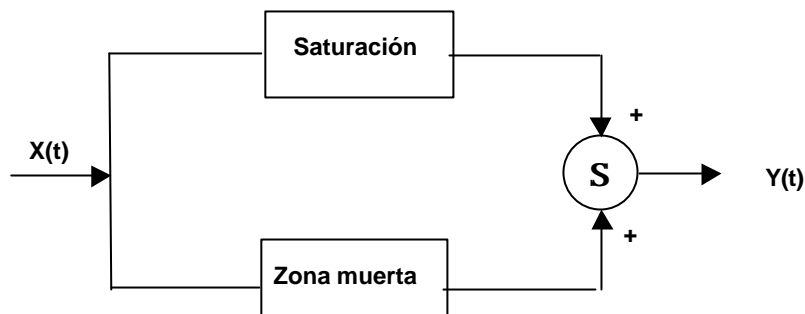 Saturación
+
X(t)
S
Y(t)
+
Zona muerta